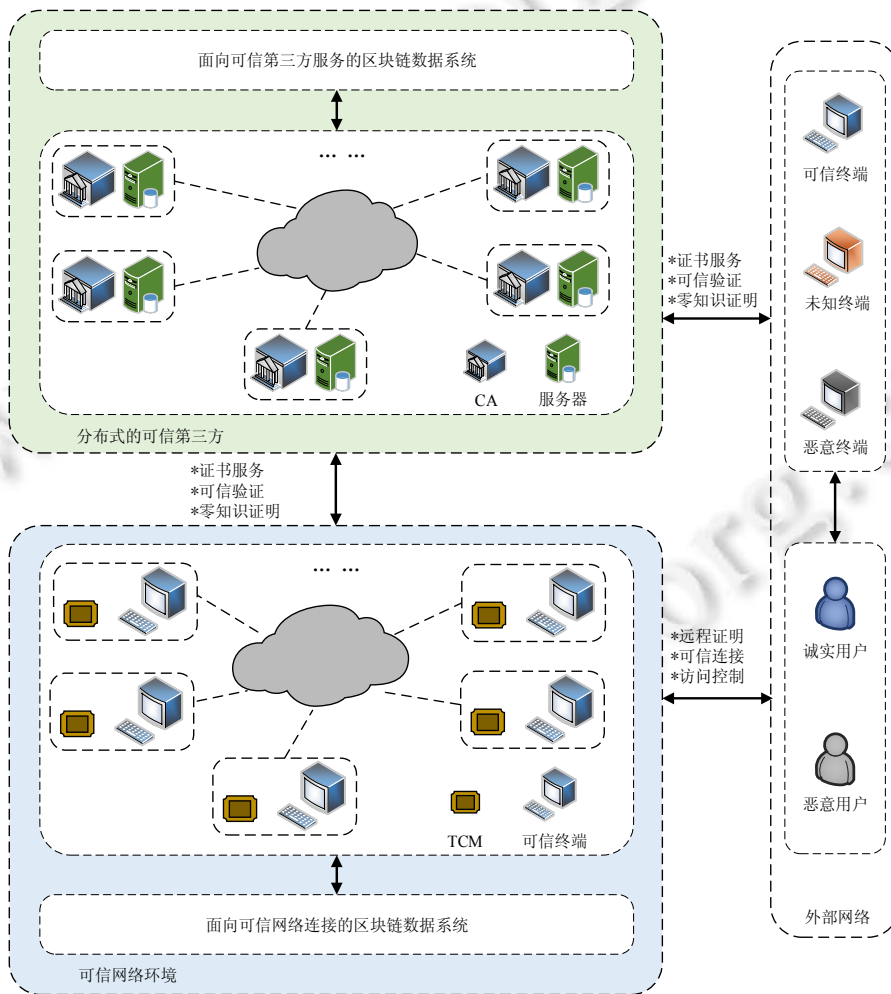 面向可信第三方服务的区块链数据系统
... ...
CA
服务器
分布式的可信第三方
*证书服务
*可信验证
*零知识证明
*证书服务
*可信验证
*零知识证明
... ...
TCM
可信终端
面向可信网络连接的区块链数据系统
可信网络环境
*远程证明
*可信连接
*访问控制
可信终端
未知终端
恶意终端
诚实用户
恶意用户
外部网络
org.